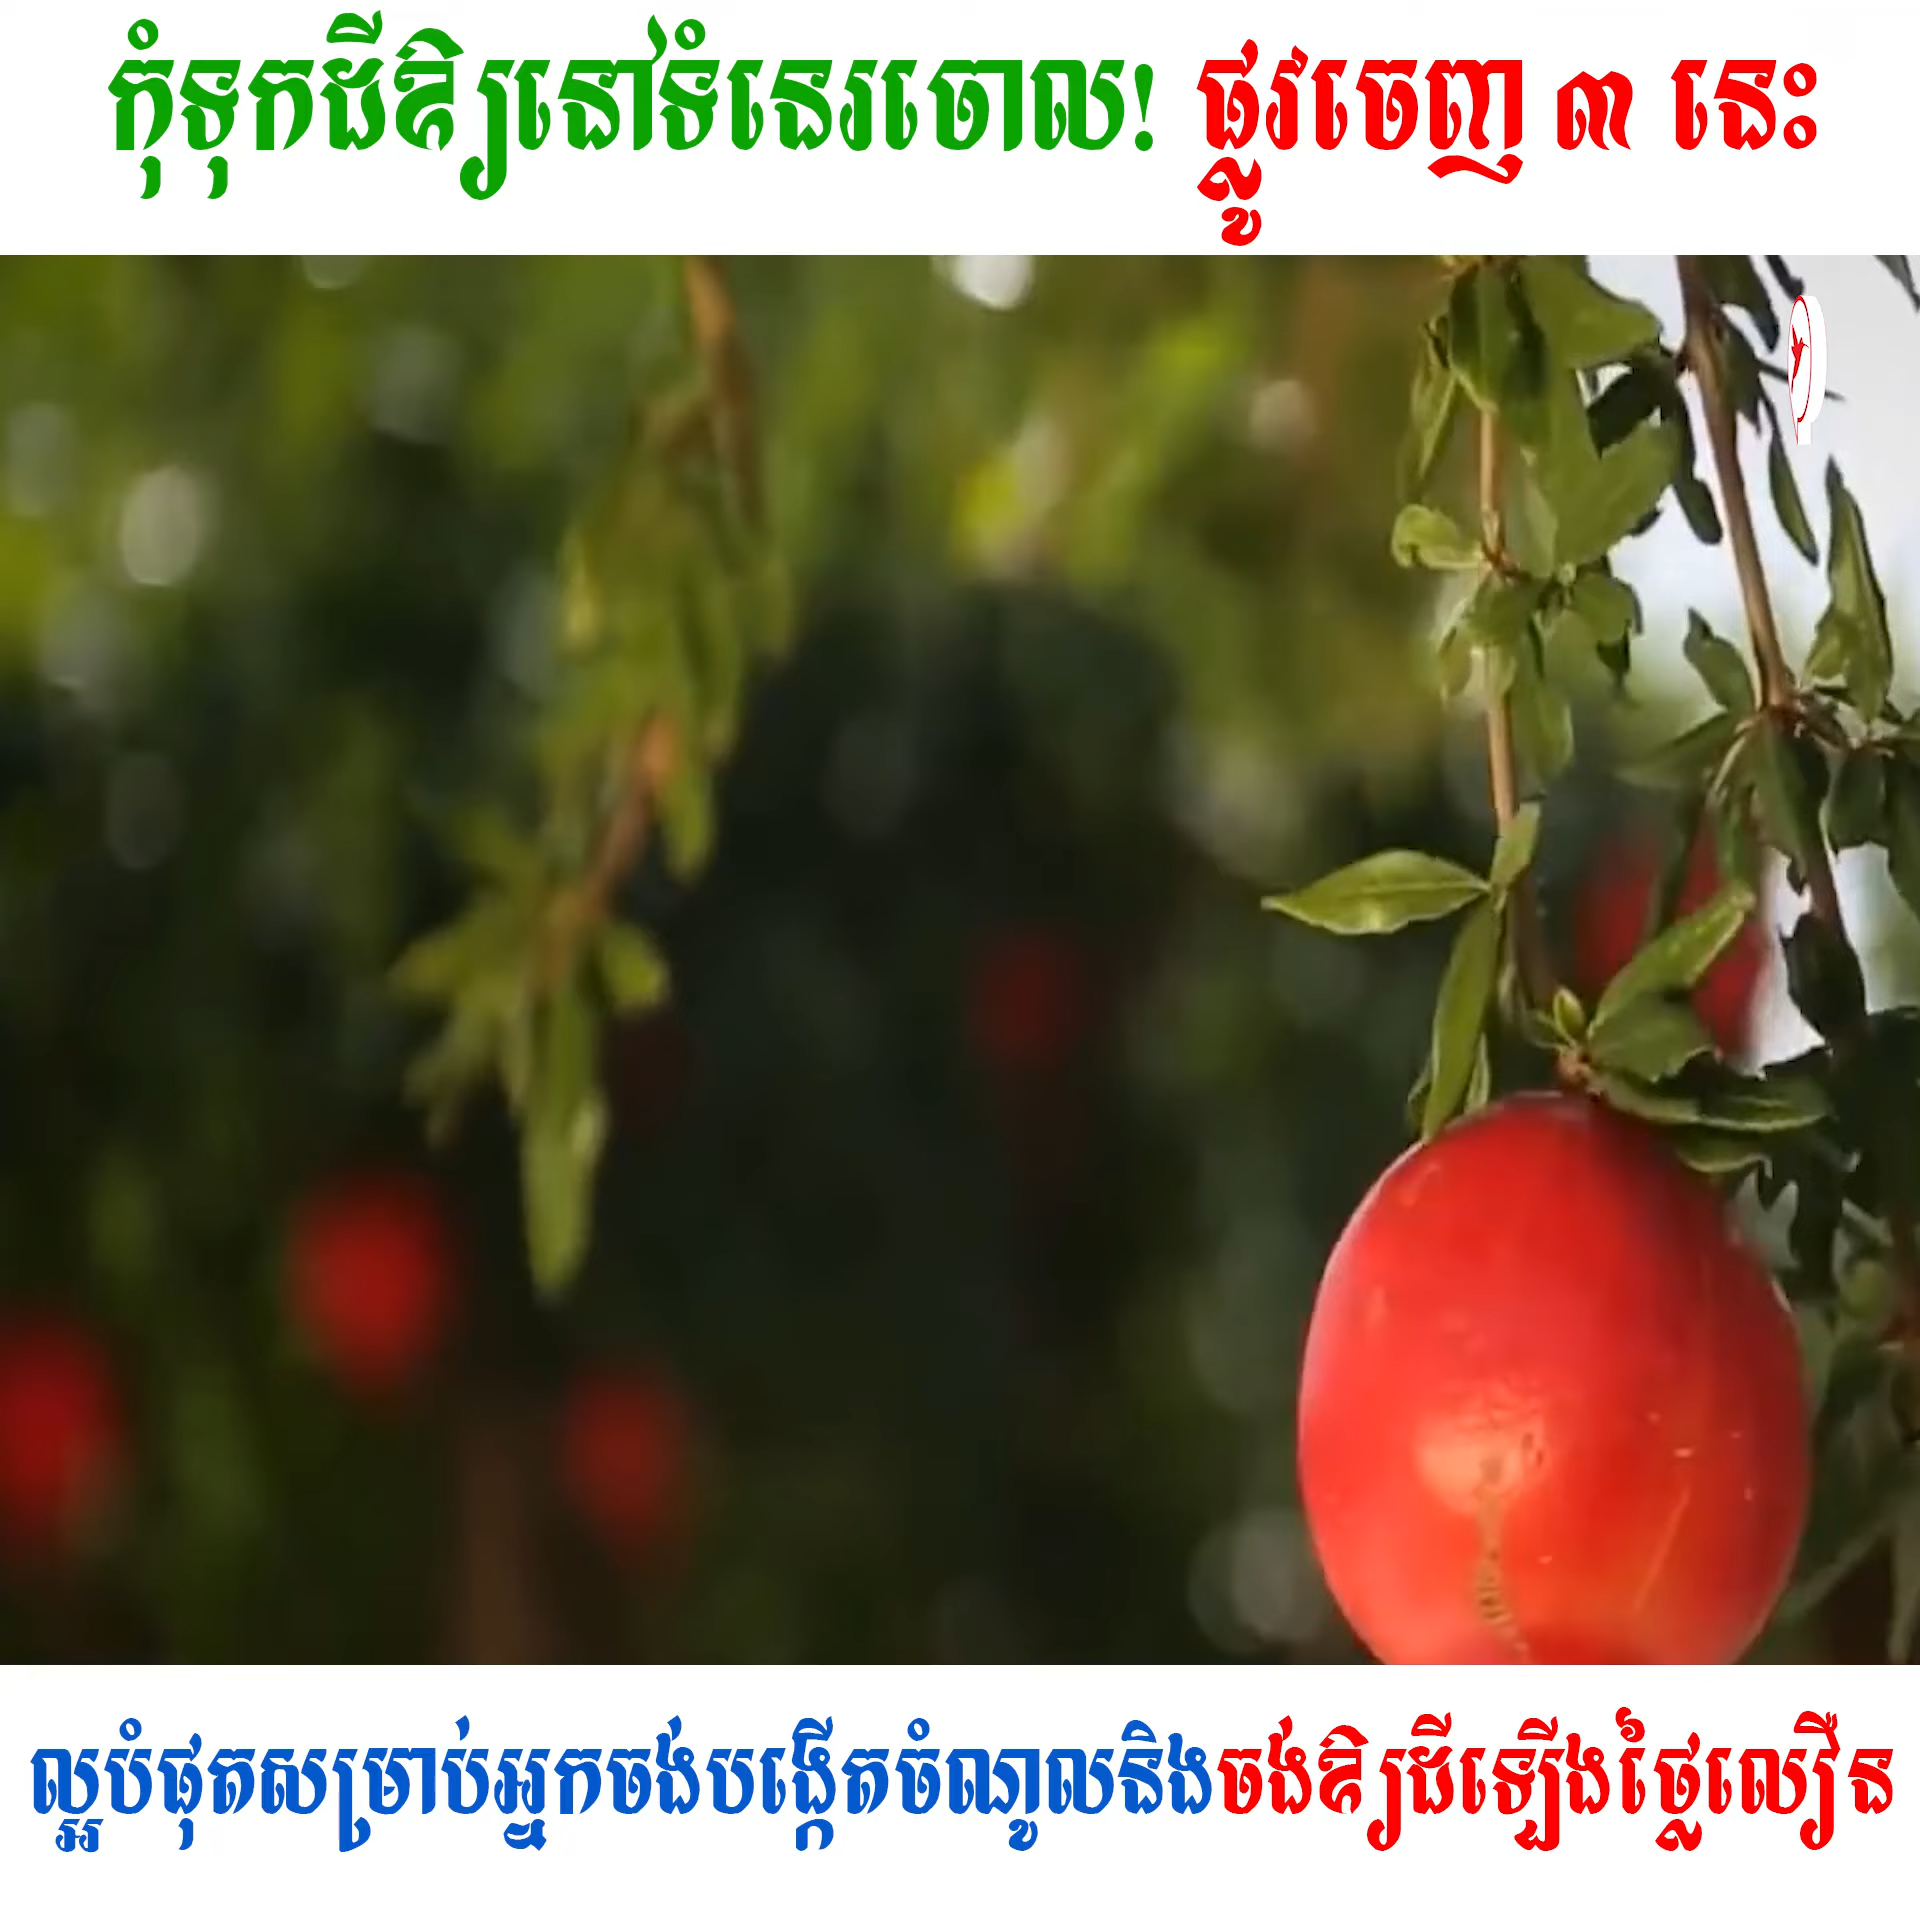 កុំទុកដីឱ្យនៅទំនេរចោល! ផ្លូវចេញ ៣ នេះ
ល្អបំផុតសម្រាប់អ្នកចង់បង្កើតចំណូលនិងចង់ឱ្យដីឡើងថ្លៃលឿន